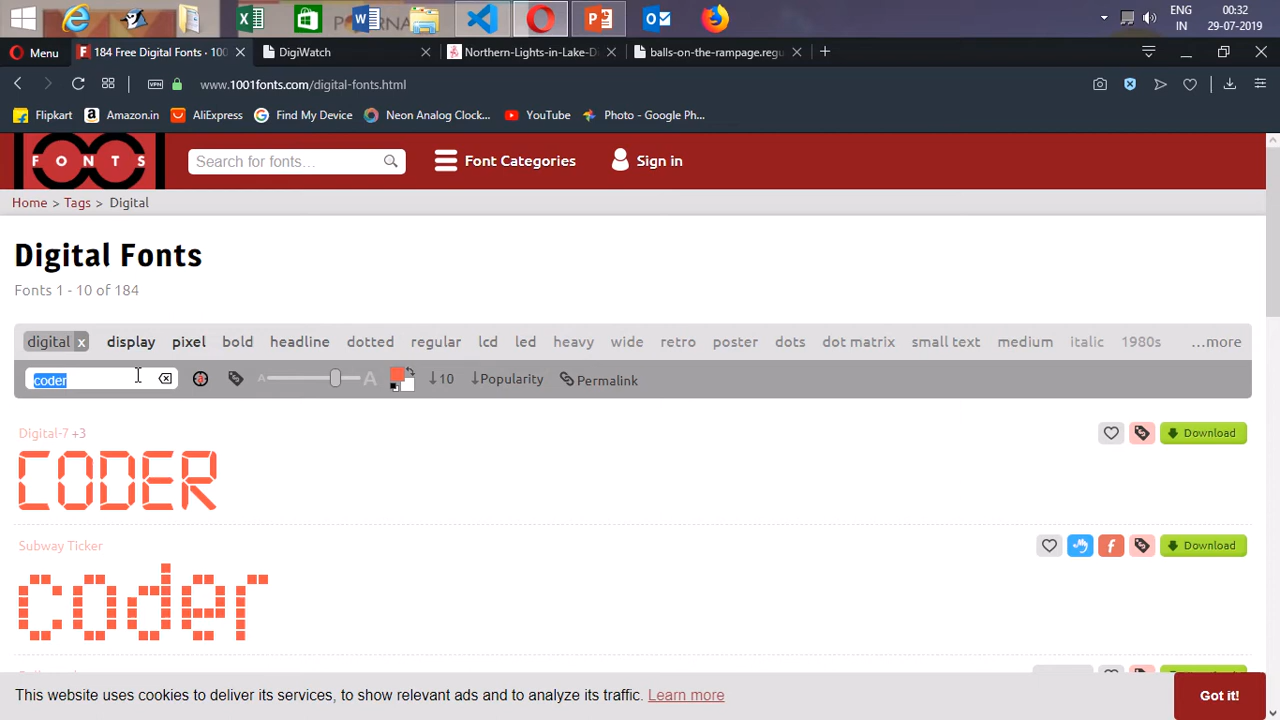 PORNA
ENG 00:32
IN 29-07-2019
Menu 184 Free Digital Fonts · 100 DigiWatch Northern-Lights-in-Lake-Di balls-on-the-rampage.regu
VPN www.1001fonts.com/digital-fonts.html
Flipkart Amazon.in AliExpress Find My Device Neon Analog Clock... YouTube Photo - Google Ph...
FONTS Search for fonts... Font Categories Sign in
Home > Tags > Digital
Digital Fonts
Fonts 1 - 10 of 184
digital x display pixel bold headline dotted regular lcd led heavy wide retro poster dots dot matrix small text medium italic 1980s ...more
coder A A ↓10 ↓Popularity Permalink
Digital-7 +3 Download
CODER
Subway Ticker Download
coder
This website uses cookies to deliver its services, to show relevant ads and to analyze its traffic. Learn more Got it!